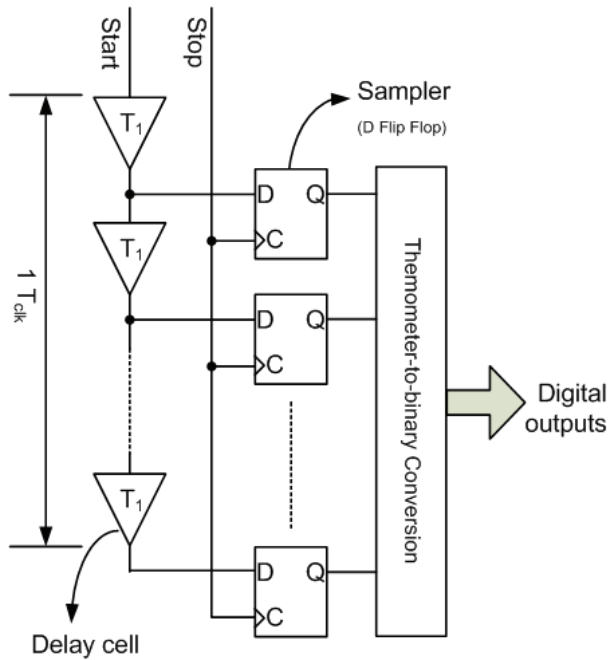 Start
Stop
Sampler
(D Flip Flop)
T1
D Q
C
T1
1 Tclk
D Q
C
Themometer-to-binary Conversion
Digital
outputs
T1
D Q
C
Delay cell